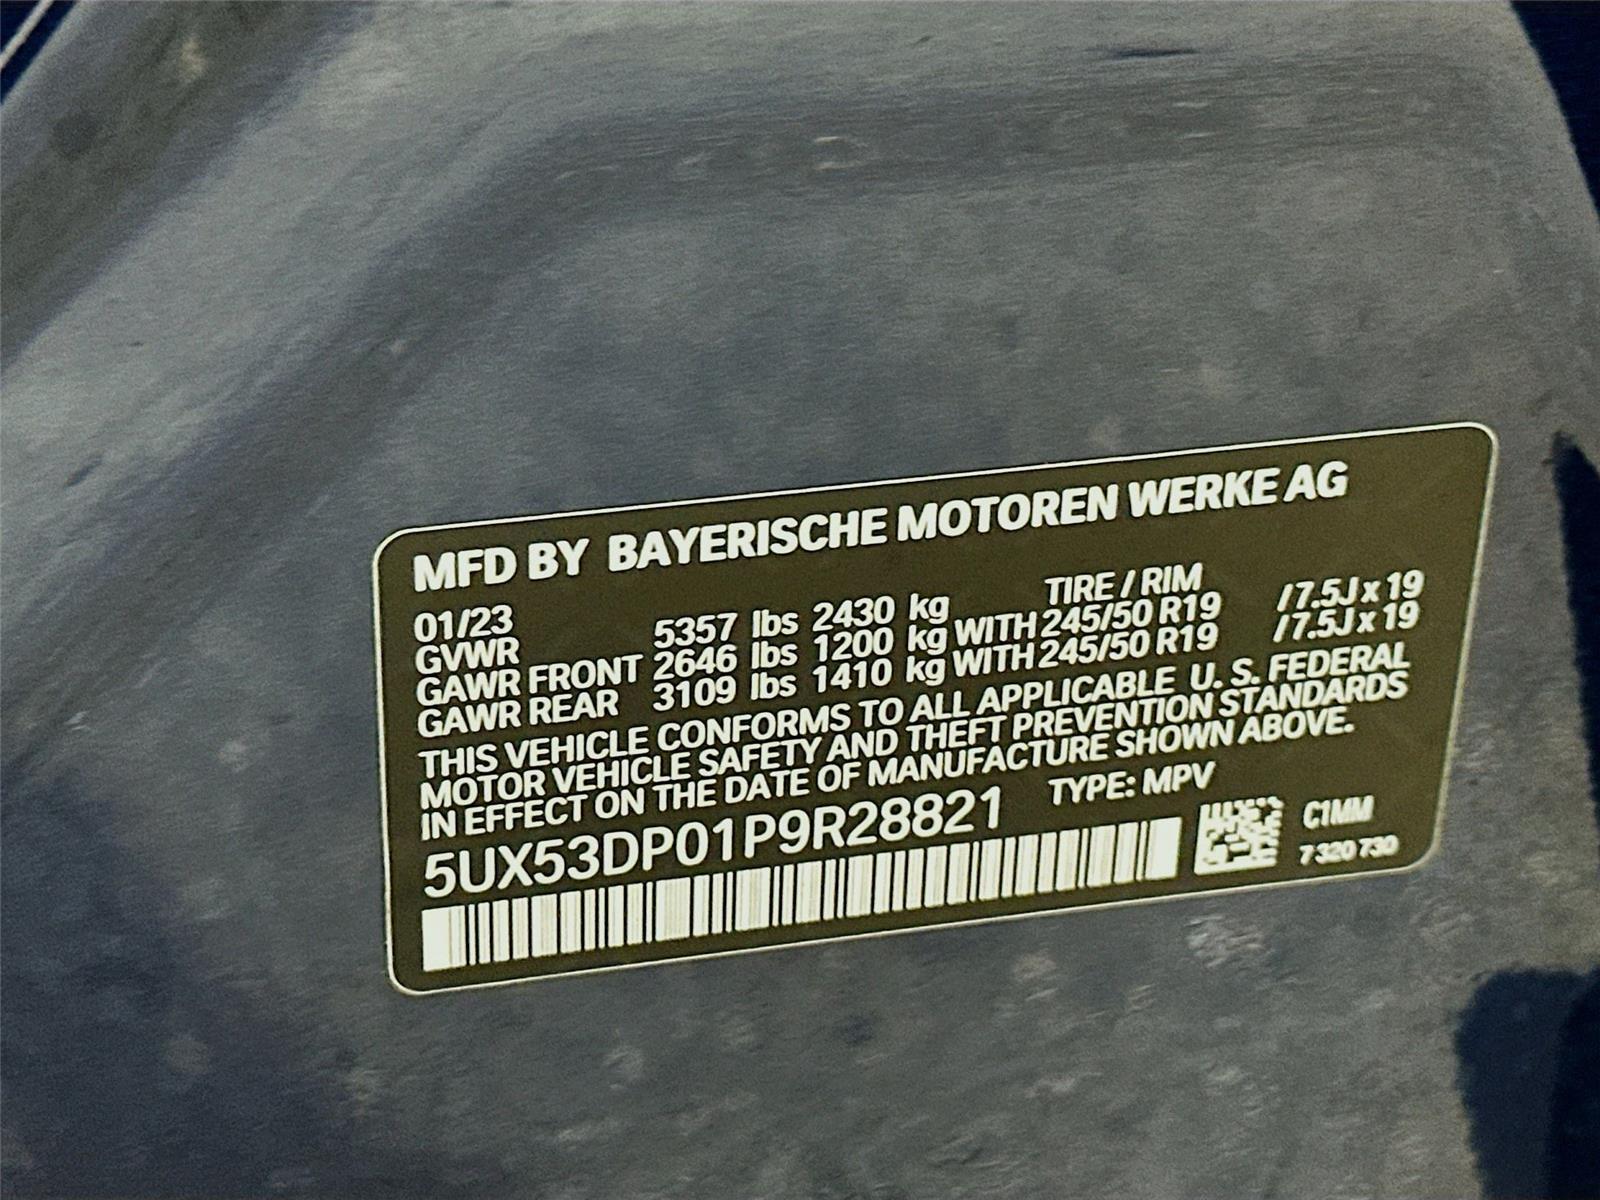 MFD BY BAYERISCHE MOTOREN WERKE AG
01/23 TIRE / RIM
GVWR 5357 lbs 2430 kg
GAWR FRONT 2646 lbs 1200 kg WITH 245/50 R19 /7.5J x 19
GAWR REAR 3109 lbs 1410 kg WITH 245/50 R19 /7.5J x 19
THIS VEHICLE CONFORMS TO ALL APPLICABLE U. S. FEDERAL
MOTOR VEHICLE SAFETY AND THEFT PREVENTION STANDARDS
IN EFFECT ON THE DATE OF MANUFACTURE SHOWN ABOVE.
5UX53DP01P9R28821 TYPE: MPV
C1MM
7 320 730